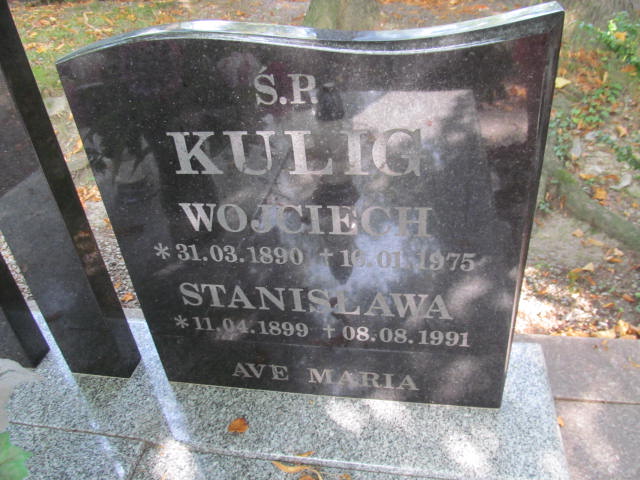 Ś.P.
KULIG
WOJCIECH
*31.03.1890 †10.01.1975
STANISŁAWA
*11.04.1899 †08.08.1991
AVE MARIA